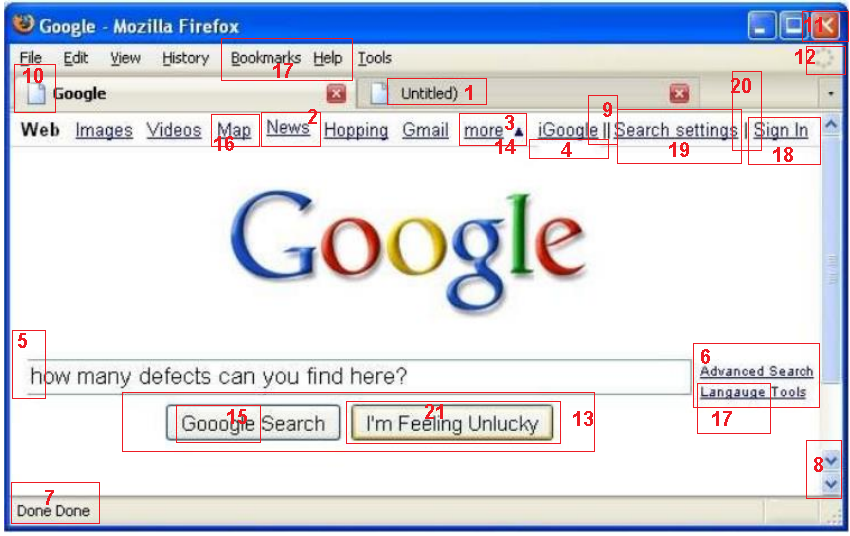 Google - Mozilla Firefox 11
File Edit View History Bookmarks Help Tools 12
10 17
Google Untitled) 1
20
9
2 3
Web Images Videos Map News Hopping Gmail more ▲ iGoogle || Search settings | Sign In
16 14 4 19 18
Google
5 6
how many defects can you find here? Advanced Search
Langauge Tools
17
15 21 13
Gooogle Search I'm Feeling Unlucky
8
7
Done Done